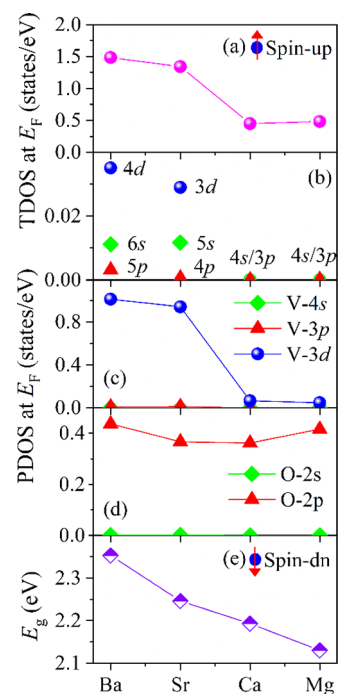 TDOS at E_F (states/eV)
2.0
1.5
1.0
0.5
0.0
(a)
Spin-up
0.02
0.00
4d
3d
(b)
6s
5s
4s/3p
4s/3p
5p
4p
PDOS at E_F (states/eV)
0.8
0.4
0.0
V-4s
V-3p
V-3d
(c)
0.4
0.2
0.0
O-2s
O-2p
(d)
E_g (eV)
2.3
2.2
2.1
(e)
Spin-dn
Ba Sr Ca Mg